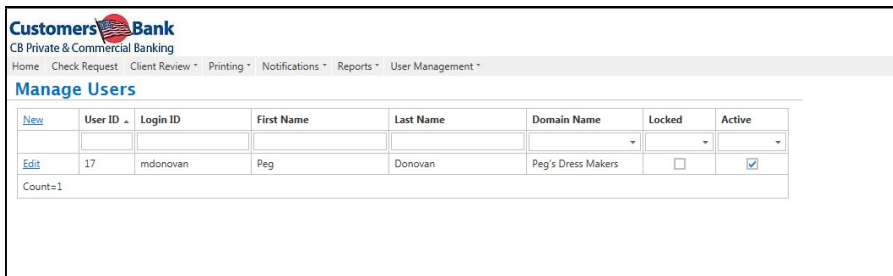 Customers Bank
CB Private & Commercial Banking
Home Check Request Client Review Printing Notifications Reports User Management
Manage Users
New User ID Login ID First Name Last Name Domain Name Locked Active
Edit 17 mdonovan Peg Donovan Peg's Dress Makers
Count=1